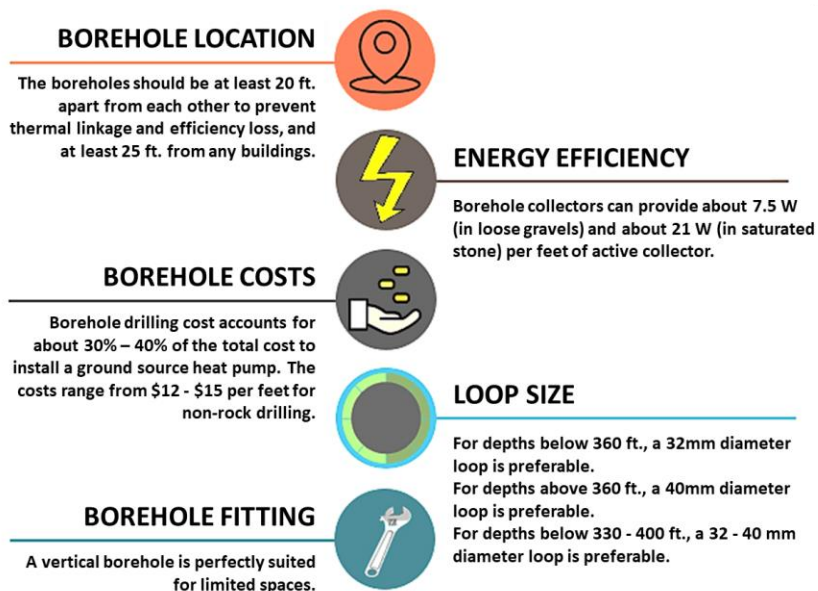 BOREHOLE LOCATION
The boreholes should be at least 20 ft.
apart from each other to prevent
thermal linkage and efficiency loss, and
at least 25 ft. from any buildings.
ENERGY EFFICIENCY
Borehole collectors can provide about 7.5 W
(in loose gravels) and about 21 W (in saturated
stone) per feet of active collector.
BOREHOLE COSTS
Borehole drilling cost accounts for
about 30% – 40% of the total cost to
install a ground source heat pump. The
costs range from $12 - $15 per feet for
non-rock drilling.
LOOP SIZE
For depths below 360 ft., a 32mm diameter
loop is preferable.
For depths above 360 ft., a 40mm diameter
loop is preferable.
For depths below 330 - 400 ft., a 32 - 40 mm
diameter loop is preferable.
BOREHOLE FITTING
A vertical borehole is perfectly suited
for limited spaces.